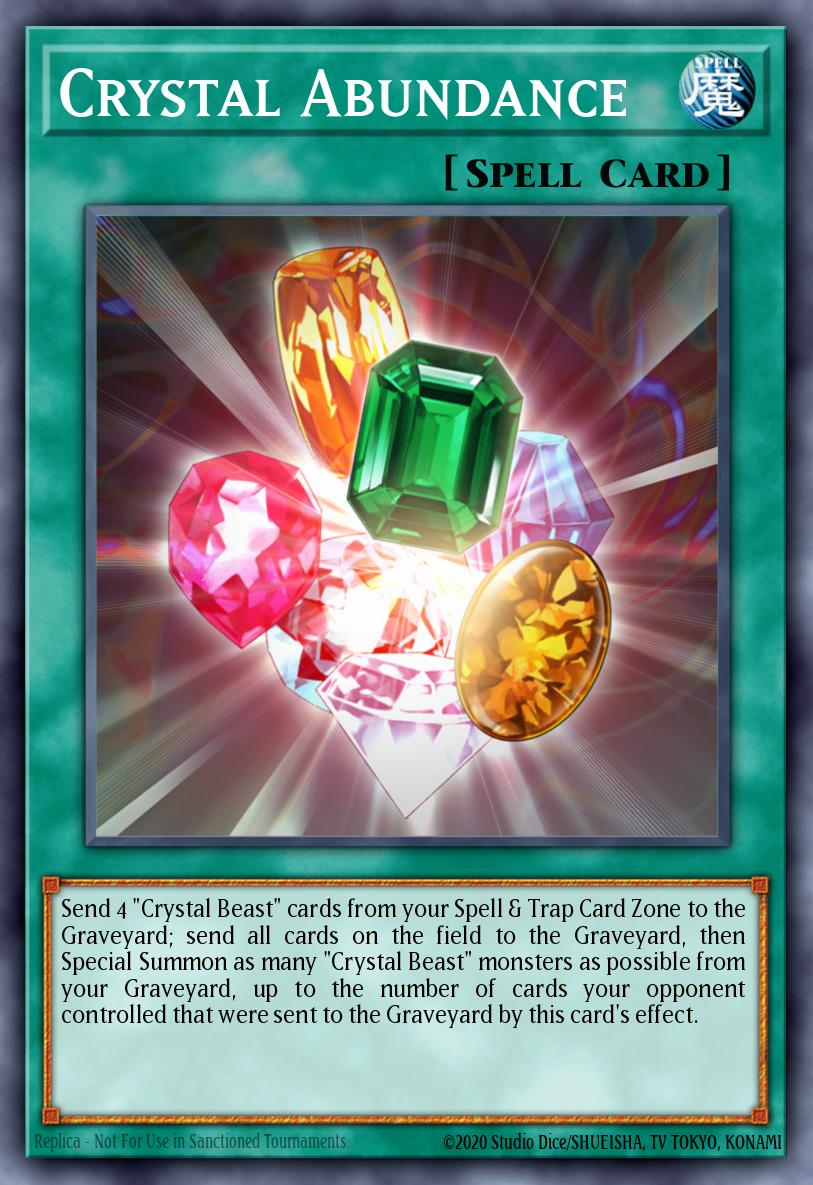 Crystal Abundance
SPELL
魔
[ Spell Card ]
Send 4 "Crystal Beast" cards from your Spell & Trap Card Zone to the
Graveyard; send all cards on the field to the Graveyard, then
Special Summon as many "Crystal Beast" monsters as possible from
your Graveyard, up to the number of cards your opponent
controlled that were sent to the Graveyard by this card's effect.
Replica - Not For Use in Sanctioned Tournaments.
©2020 Studio Dice/SHUEISHA, TV TOKYO, KONAMI